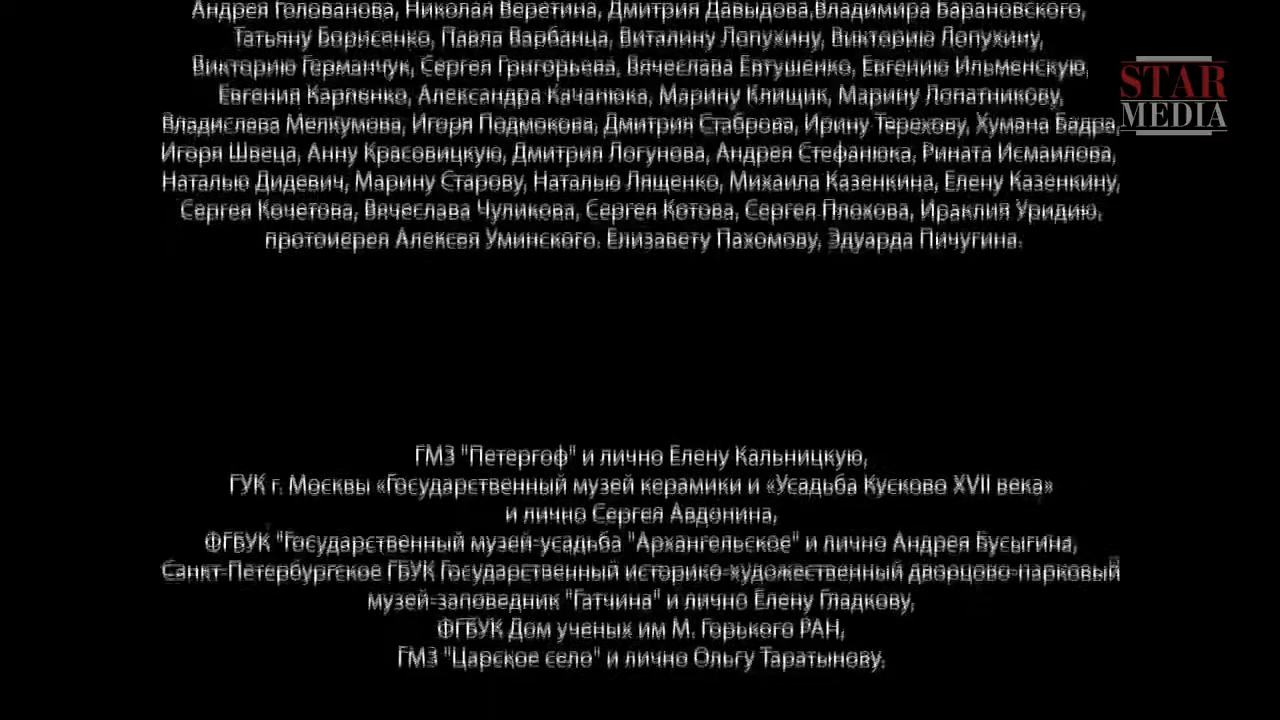 Андрея Голованова, Николая Веретина, Дмитрия Давыдова,Владимира Барановского,
Татьяну Борисенко, Павла Варбанца, Виталину Лопухину, Викторию Лопухину,
Викторию Германчук, Сергея Григорьева, Вячеслава Евтушенко, Евгению Ильменскую,
Евгения Карпенко, Александра Качапюка, Марину Клищик, Марину Лопатникову,
Владислава Мелкумова, Игоря Подмокова, Дмитрия Стаброва, Ирину Терехову, Хумана Бадра,
Игоря Швеца, Анну Красовицкую, Дмитрия Логунова, Андрея Стефанюка, Рината Исмаилова,
Наталью Дидевич, Марину Старову, Наталью Лященко, Михаила Казенкина, Елену Казенкину,
Сергея Кочетова, Вячеслава Чуликова, Сергея Котова, Сергея Плохова, Ираклия Уридию,
протоиерея Алексея Уминского. Елизавету Пахомову, Эдуарда Пичугина.
STAR
MEDIA
ГМЗ "Петергоф" и лично Елену Кальницкую,
ГУК г. Москвы «Государственный музей керамики и «Усадьба Кусково XVII века»
и лично Сергея Авдонина,
ФГБУК "Государственный музей-усадьба "Архангельское" и лично Андрея Бусыгина,
Санкт-Петербургское ГБУК Государственный историко-художественный дворцово-парковый
музей-заповедник "Гатчина" и лично Елену Гладкову,
ФГБУК Дом ученых им М. Горького РАН,
ГМЗ "Царское село" и лично Ольгу Таратынову.